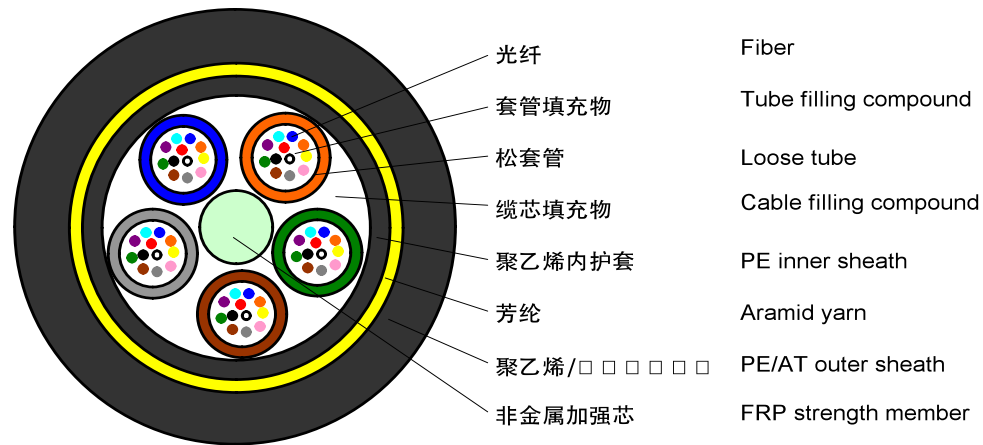 光纤 Fiber
套管填充物 Tube filling compound
松套管 Loose tube
缆芯填充物 Cable filling compound
聚乙烯内护套 PE inner sheath
芳纶 Aramid yarn
聚乙烯/□□□□□□ PE/AT outer sheath
非金属加强芯 FRP strength member